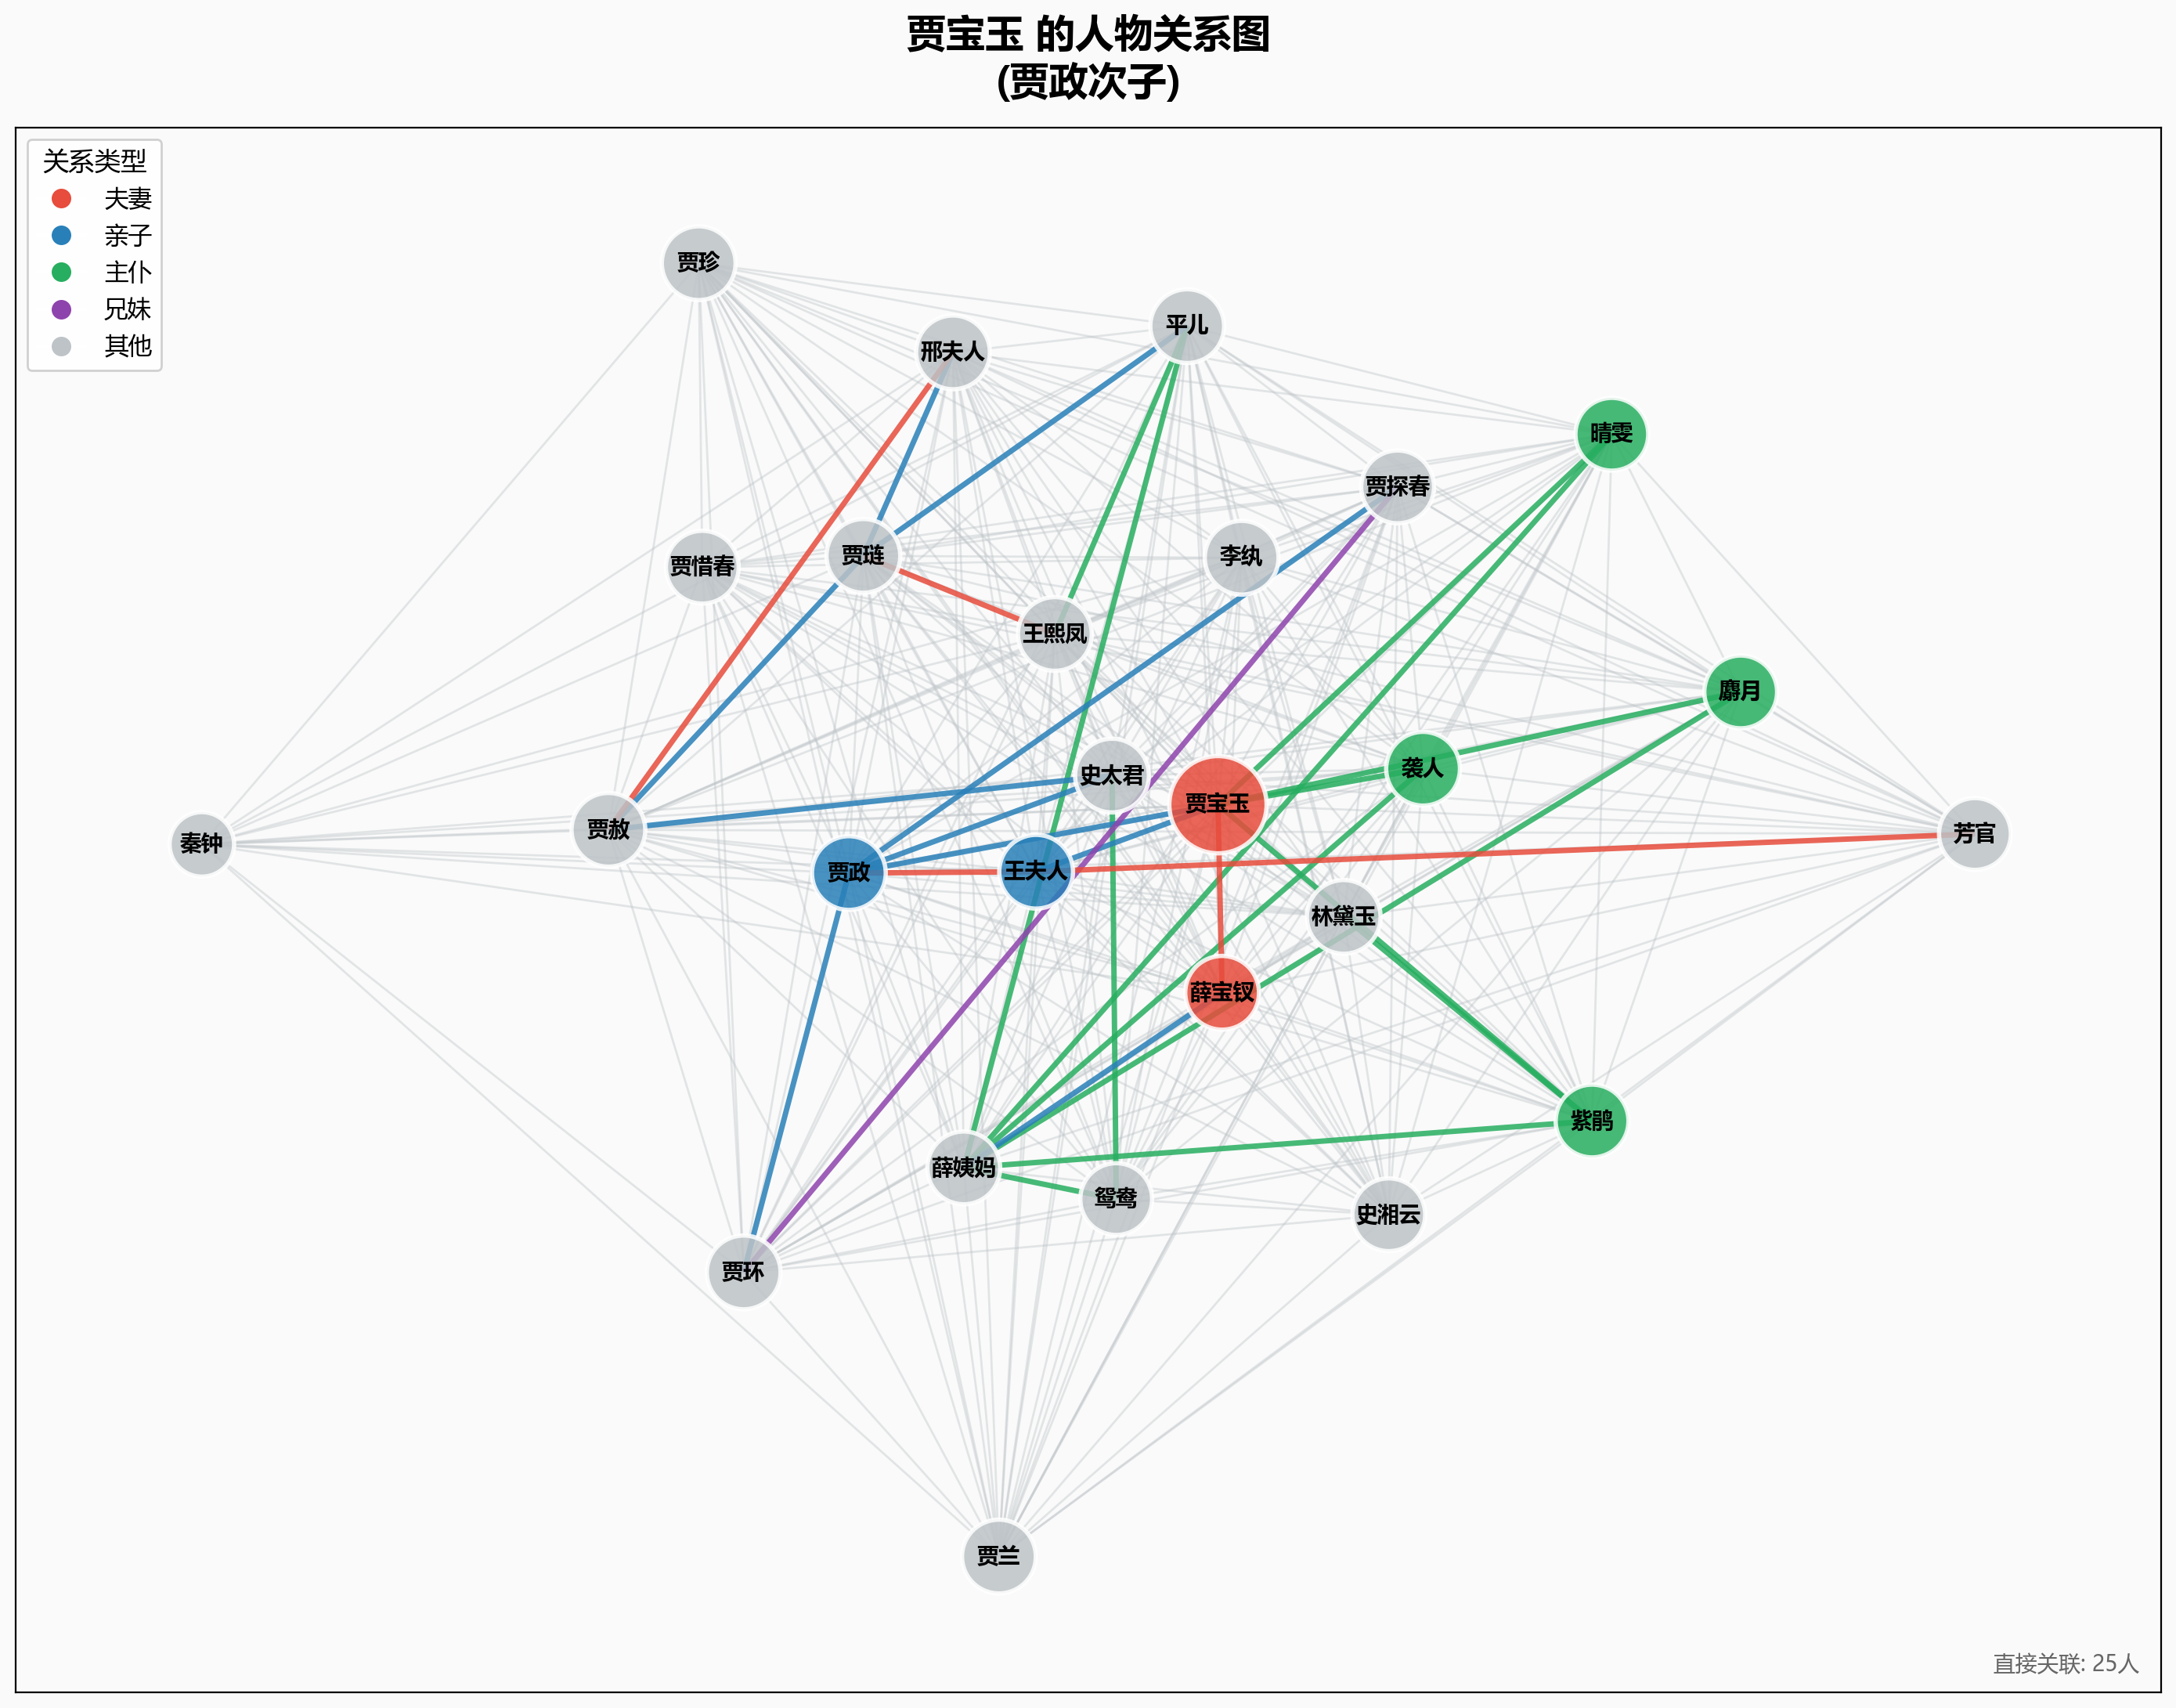 贾宝玉 的人物关系图
(贾政次子)
关系类型
夫妻
亲子
主仆
兄妹
其他
贾珍
平儿
邢夫人
晴雯
贾探春
贾琏
李纨
贾惜春
王熙凤
麝月
袭人
史太君
贾宝玉
贾赦
芳官
秦钟
王夫人
贾政
林黛玉
薛宝钗
紫鹃
薛姨妈
鸳鸯
史湘云
贾环
贾兰
直接关联: 25人